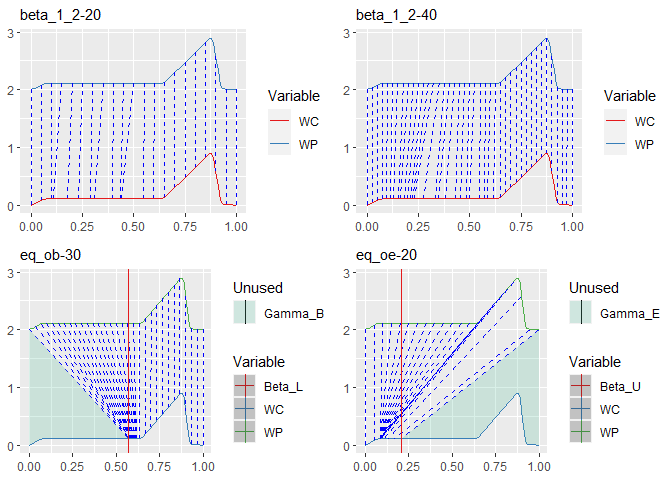 beta_1_2-20
3
2
1
0
0.00 0.25 0.50 0.75 1.00
Variable
WC
WP
beta_1_2-40
3
2
1
0
0.00 0.25 0.50 0.75 1.00
Variable
WC
WP
eq_ob-30
3
2
1
0
0.00 0.25 0.50 0.75 1.00
Unused
Gamma_B
Variable
Beta_L
WC
WP
eq_oe-20
3
2
1
0
0.00 0.25 0.50 0.75 1.00
Unused
Gamma_E
Variable
Beta_U
WC
WP